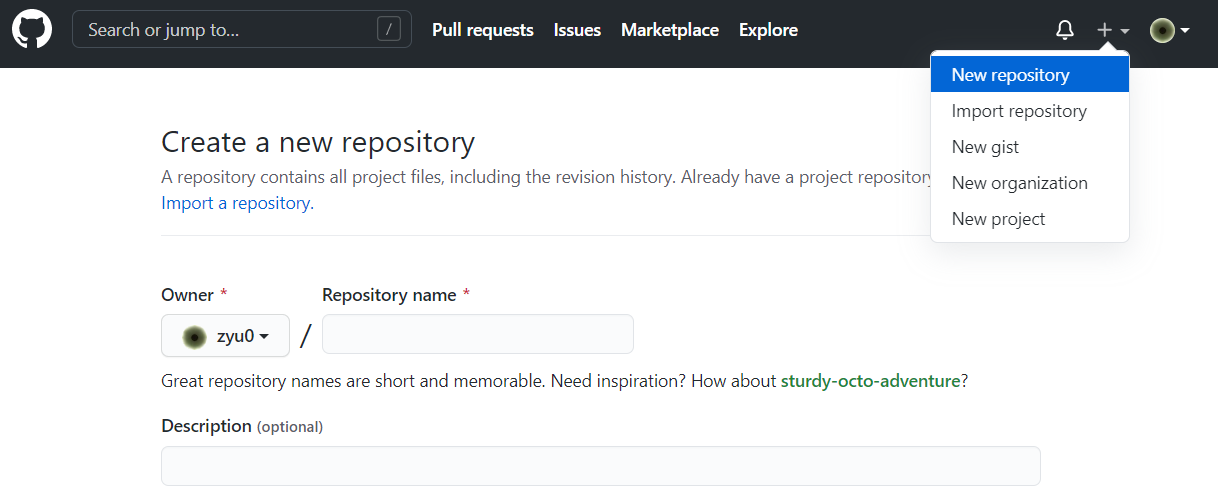 Search or jump to... /
Pull requests
Issues
Marketplace
Explore
New repository
Import repository
New gist
New organization
New project
Create a new repository
A repository contains all project files, including the revision history. Already have a project repository
Import a repository.
Owner *
Repository name *
zyu0
/
Great repository names are short and memorable. Need inspiration? How about sturdy-octo-adventure?
Description (optional)